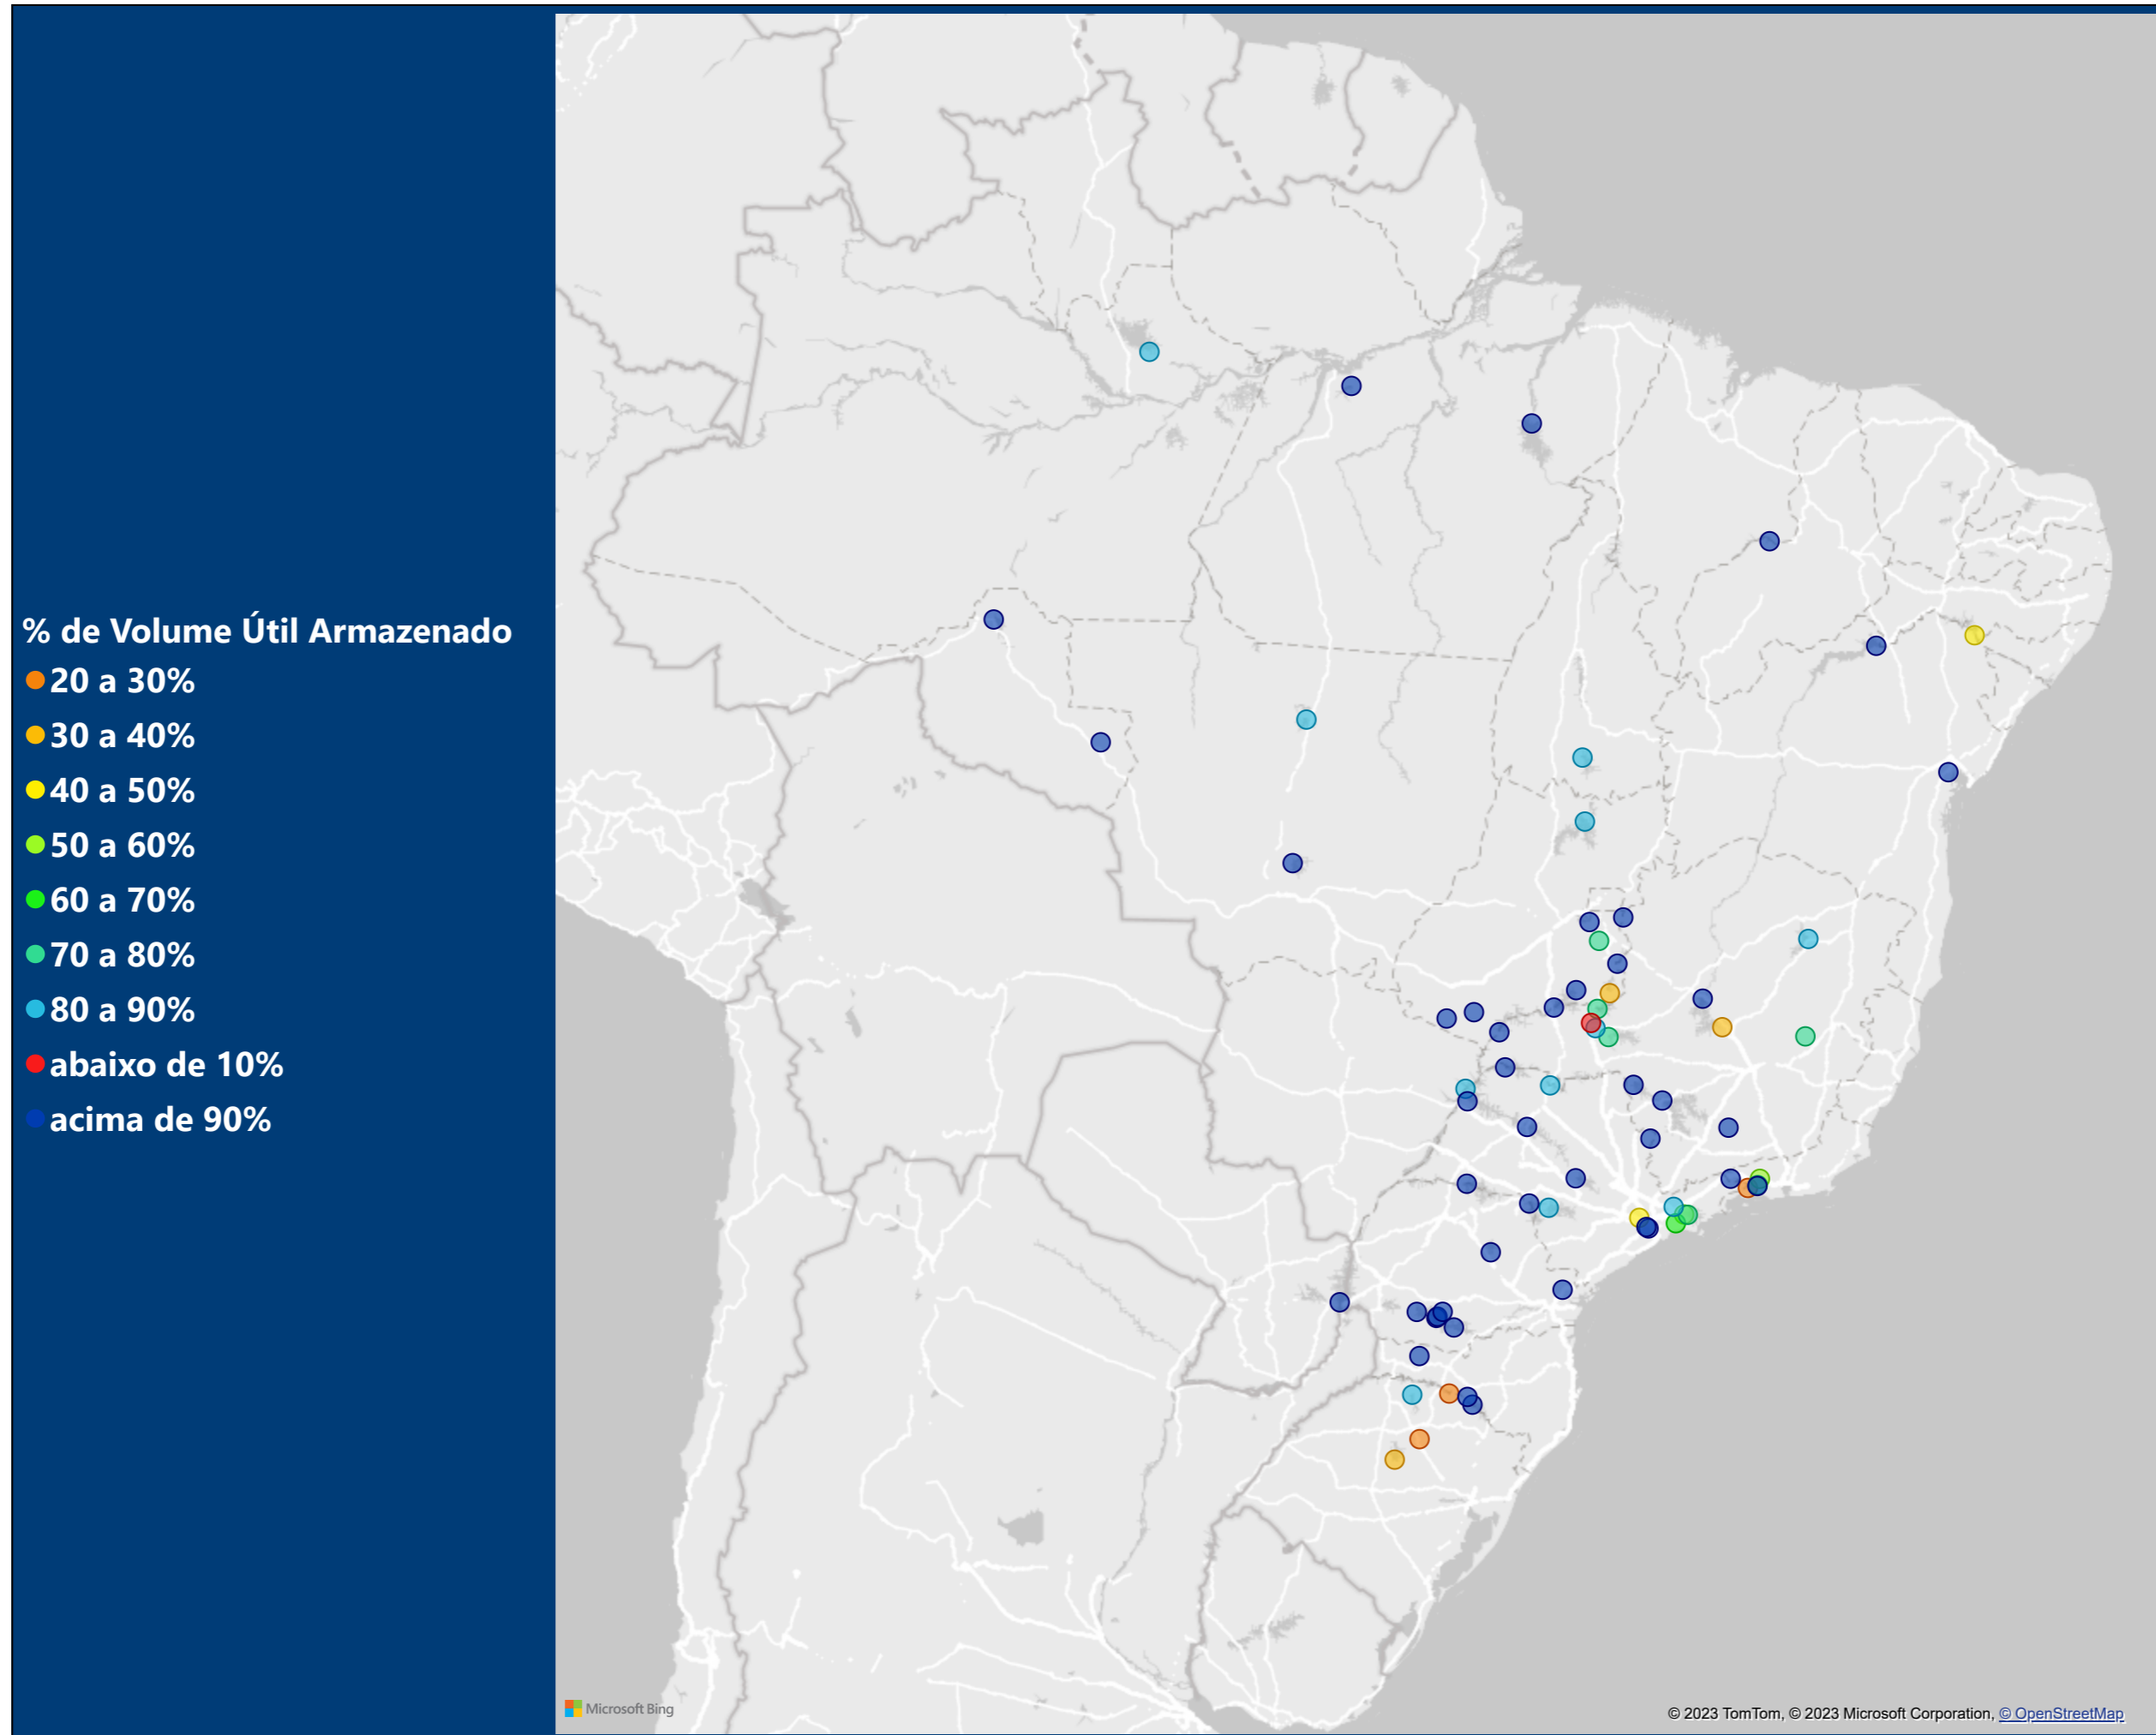 % de Volume Útil Armazenado
20 a 30%
30 a 40%
40 a 50%
50 a 60%
60 a 70%
70 a 80%
80 a 90%
abaixo de 10%
acima de 90%
Microsoft Bing
© 2023 TomTom, © 2023 Microsoft Corporation, © OpenStreetMap